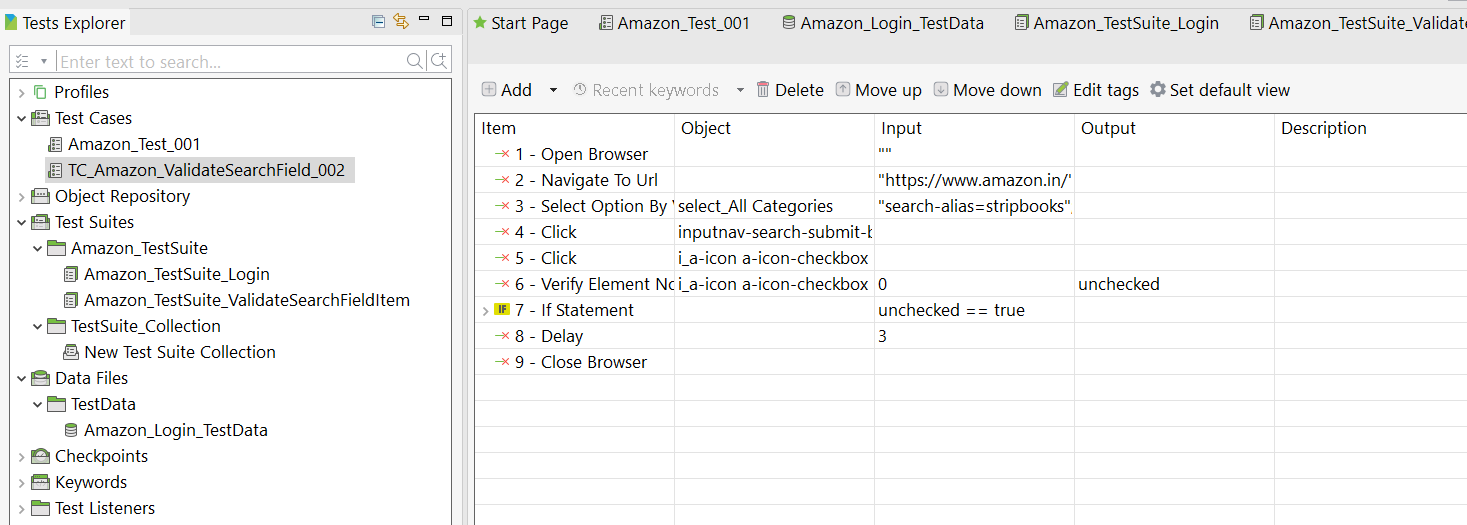 Tests Explorer
Enter text to search...
Profiles
Test Cases
Amazon_Test_001
TC_Amazon_ValidateSearchField_002
Object Repository
Test Suites
Amazon_TestSuite
Amazon_TestSuite_Login
Amazon_TestSuite_ValidateSearchFieldItem
TestSuite_Collection
New Test Suite Collection
Data Files
TestData
Amazon_Login_TestData
Checkpoints
Keywords
Test Listeners
Start Page Amazon_Test_001 Amazon_Login_TestData Amazon_TestSuite_Login Amazon_TestSuite_Validate
Add Recent keywords Delete Move up Move down Edit tags Set default view
Item Object Input Output Description
1 - Open Browser ""
2 - Navigate To Url "https://www.amazon.in/"
3 - Select Option By select_All Categories "search-alias=stripbooks"
4 - Click inputnav-search-submit-b
5 - Click i_a-icon a-icon-checkbox
6 - Verify Element No i_a-icon a-icon-checkbox 0 unchecked
IF 7 - If Statement unchecked == true
8 - Delay 3
9 - Close Browser